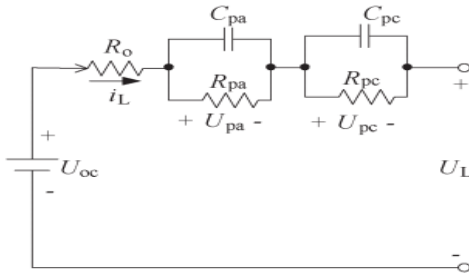 C_pa C_pc
R_o
R_pa R_pc
i_L
+ U_pa - + U_pc - +
+
U_oc U_L
- -